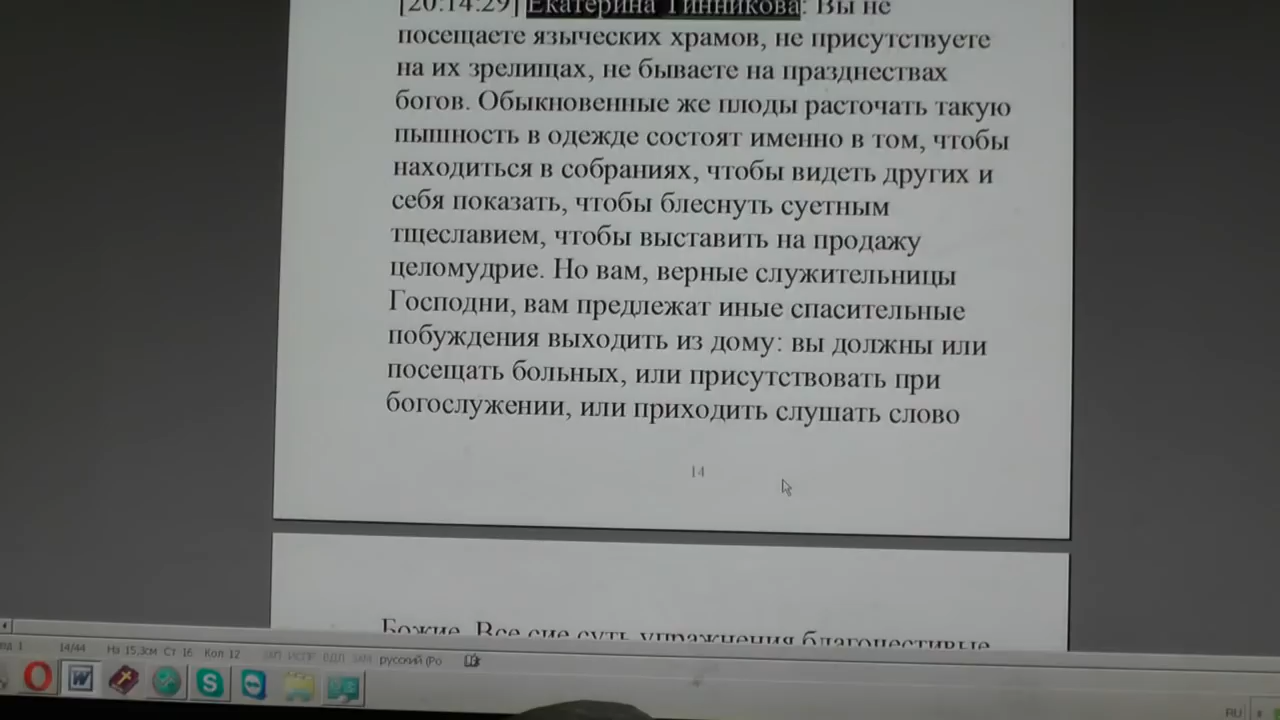 [20:14:29] Екатерина Тинникова: Вы не
посещаете языческих храмов, не присутствуете
на их зрелищах, не бываете на празднествах
богов. Обыкновенные же плоды расточать такую
пышность в одежде состоят именно в том, чтобы
находиться в собраниях, чтобы видеть других и
себя показать, чтобы блеснуть суетным
тщеславием, чтобы выставить на продажу
целомудрие. Но вам, верные служительницы
Господни, вам предлежат иные спасительные
побуждения выходить из дому: вы должны или
посещать больных, или присутствовать при
богослужении, или приходить слушать слово
14
Божие. Все сие суть упражнения благочестивые
14/44 На 15,3см Ст 16 Кол 12 русский (Ро
RU